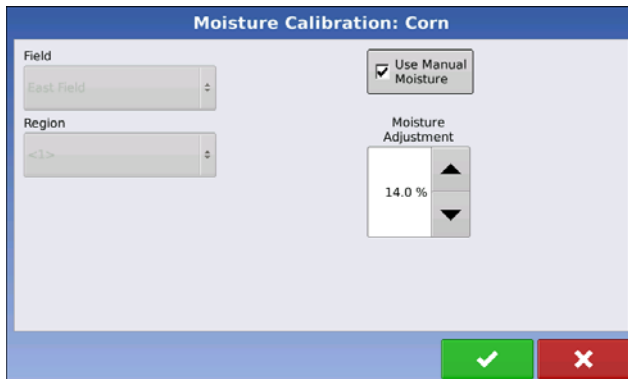 Moisture Calibration: Corn
Field
East Field
Region
<1>
Use Manual
Moisture
Moisture
Adjustment
14.0 %